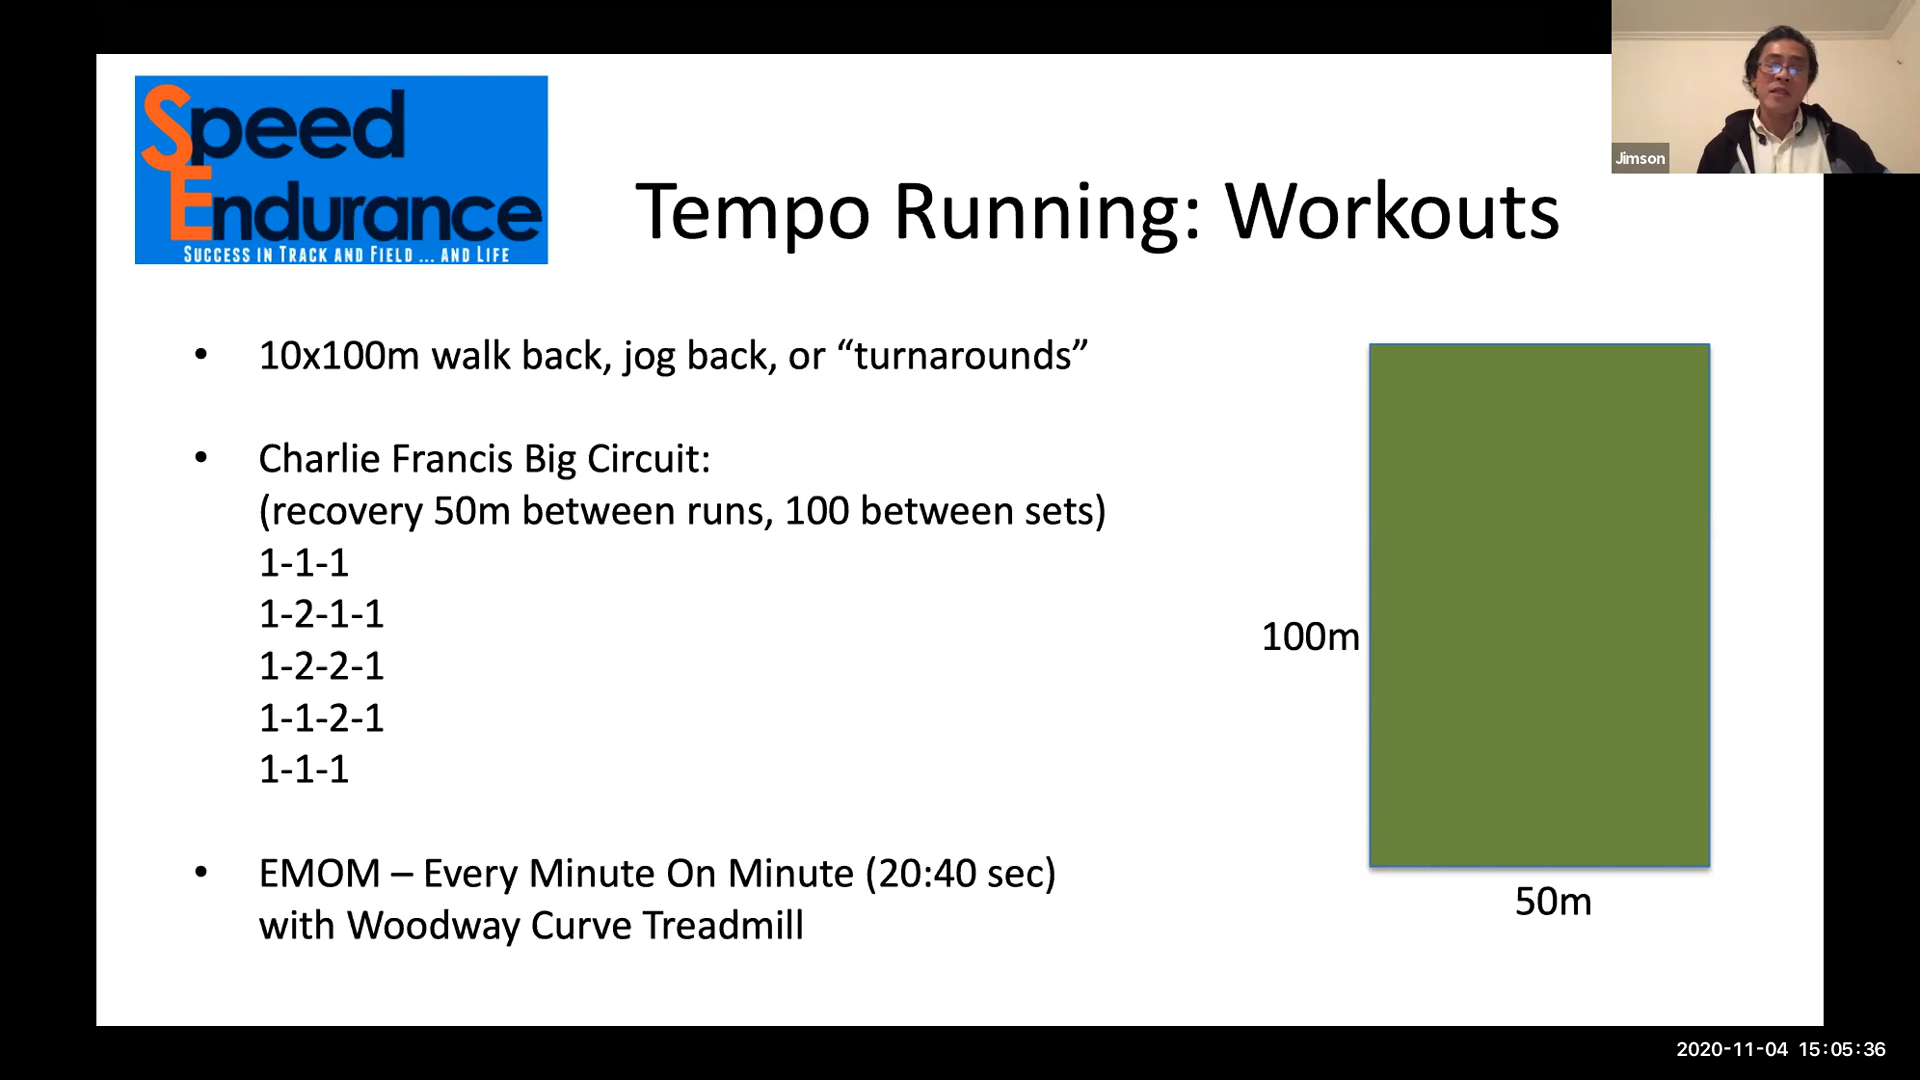 Speed
Endurance
SUCCESS IN TRACK AND FIELD ... AND LIFE
Jimson
Tempo Running: Workouts
• 10x100m walk back, jog back, or “turnarounds”
• Charlie Francis Big Circuit:
(recovery 50m between runs, 100 between sets)
1-1-1
1-2-1-1
1-2-2-1
1-1-2-1
1-1-1
• EMOM – Every Minute On Minute (20:40 sec)
with Woodway Curve Treadmill
100m
50m
2020-11-04 15:05:36